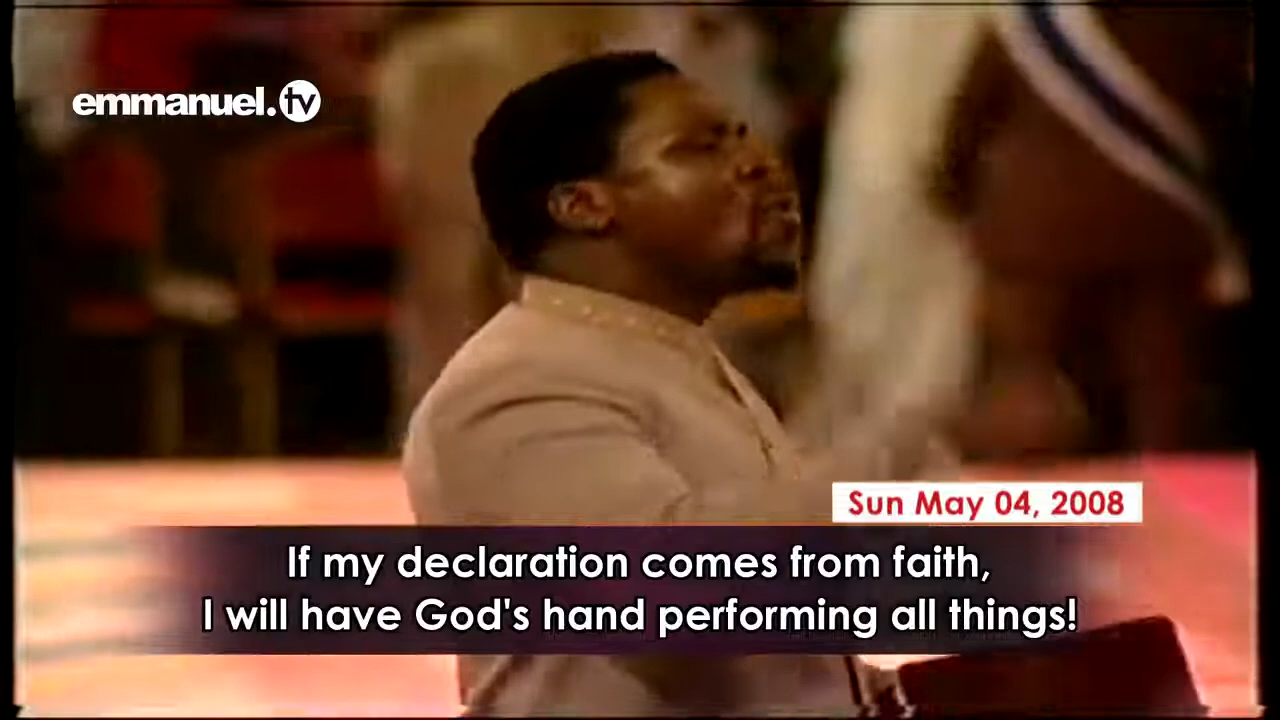 emmanuel.tv
Sun May 04, 2008
If my declaration comes from faith,
I will have God's hand performing all things!